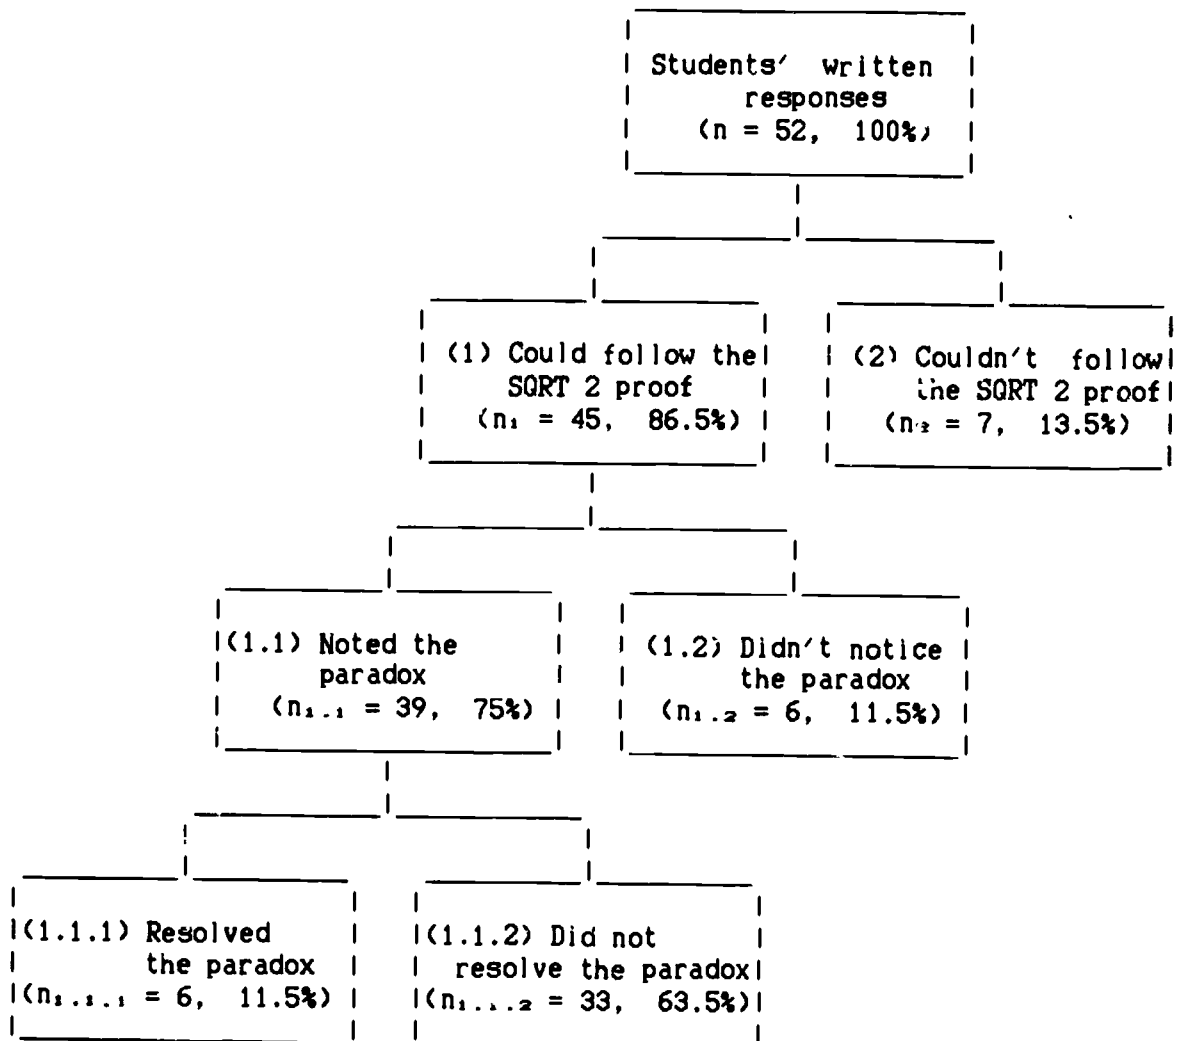 Students' written
responses
(n = 52, 100%)
(1) Could follow the
SQRT 2 proof
(n₁ = 45, 86.5%)
(2) Couldn't follow
the SQRT 2 proof
(n₂ = 7, 13.5%)
(1.1) Noted the
paradox
(n₁.₁ = 39, 75%)
(1.2) Didn't notice
the paradox
(n₁.₂ = 6, 11.5%)
(1.1.1) Resolved
the paradox
(n₁.₁.₁ = 6, 11.5%)
(1.1.2) Did not
resolve the paradox
(n₁.₁.₂ = 33, 63.5%)